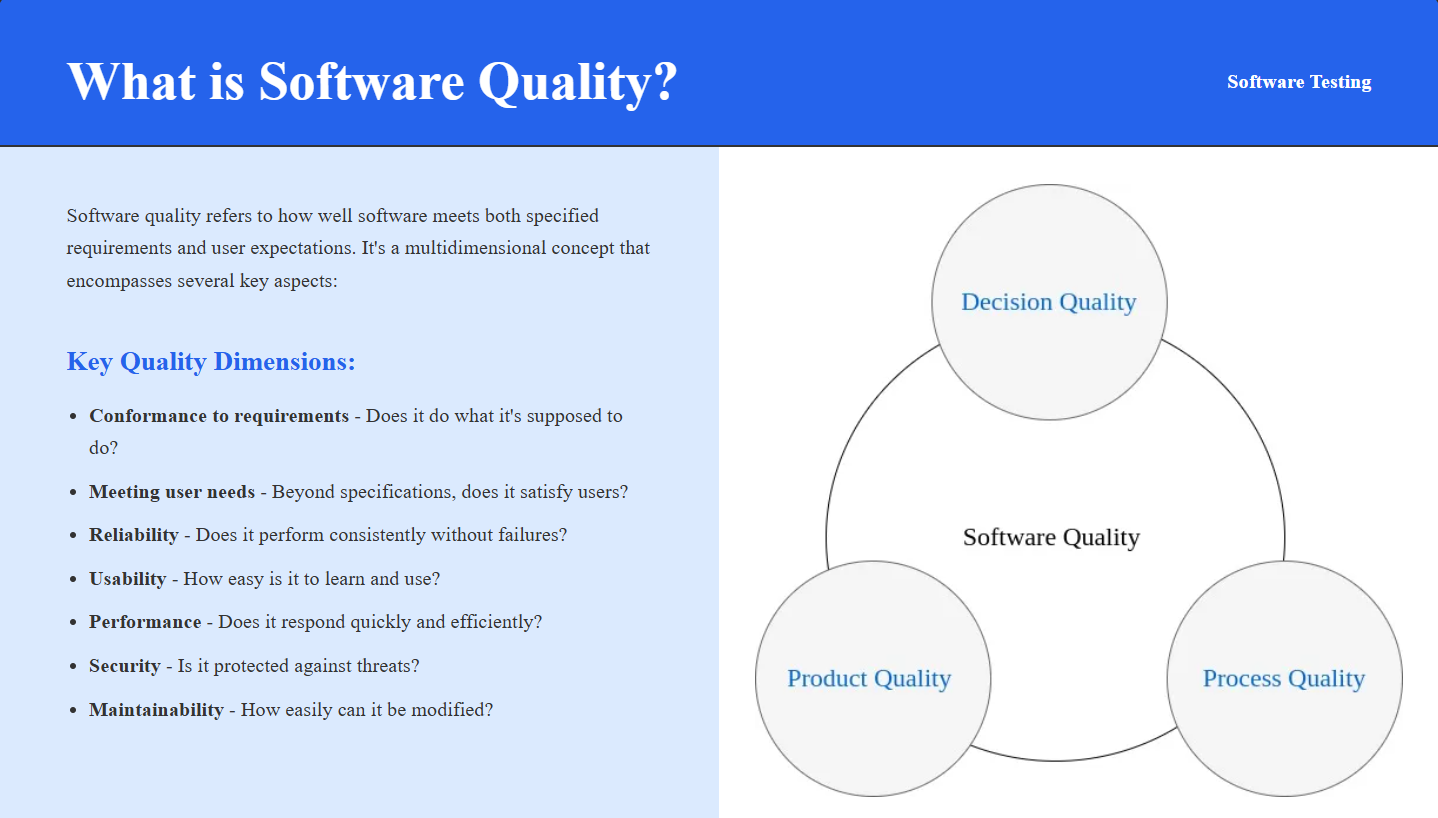 What is Software Quality?
Software Testing
Software quality refers to how well software meets both specified
requirements and user expectations. It's a multidimensional concept that
encompasses several key aspects:
Key Quality Dimensions:
• Conformance to requirements - Does it do what it's supposed to
do?
• Meeting user needs - Beyond specifications, does it satisfy users?
• Reliability - Does it perform consistently without failures?
• Usability - How easy is it to learn and use?
• Performance - Does it respond quickly and efficiently?
• Security - Is it protected against threats?
• Maintainability - How easily can it be modified?
Decision Quality
Software Quality
Product Quality
Process Quality